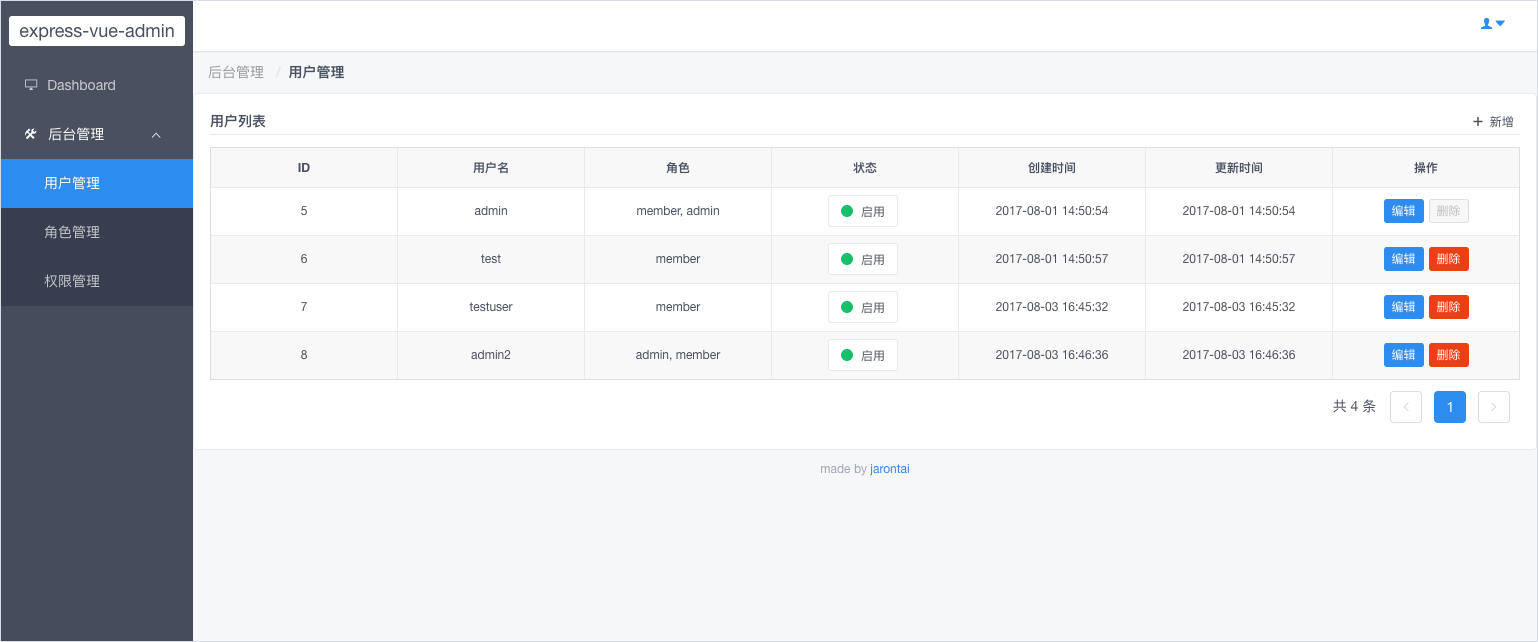 express-vue-admin
Dashboard
后台管理
用户管理
角色管理
权限管理
后台管理 / 用户管理
用户列表
+ 新增
ID 用户名 角色 状态 创建时间 更新时间 操作
5 admin member, admin 启用 2017-08-01 14:50:54 2017-08-01 14:50:54 编辑 删除
6 test member 启用 2017-08-01 14:50:57 2017-08-01 14:50:57 编辑 删除
7 testuser member 启用 2017-08-03 16:45:32 2017-08-03 16:45:32 编辑 删除
8 admin2 admin, member 启用 2017-08-03 16:46:36 2017-08-03 16:46:36 编辑 删除
共 4 条 < 1 >
made by jarontai